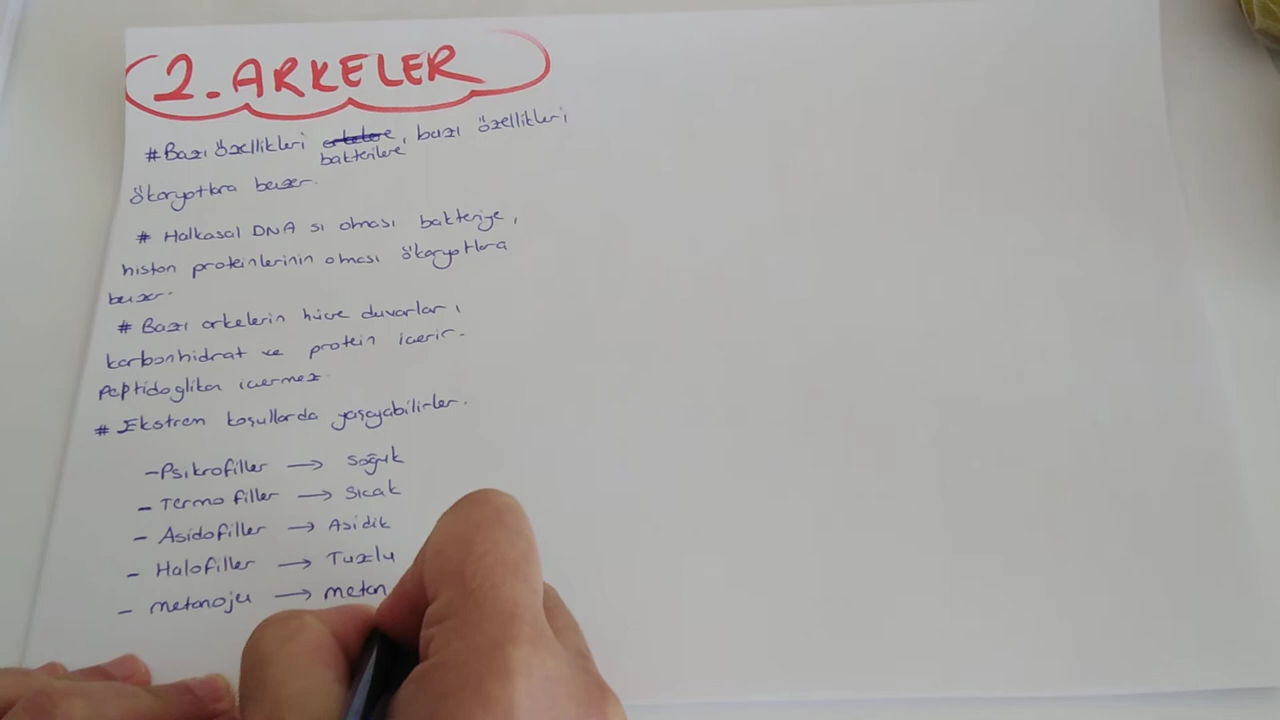 2. ARKELER
# Bazı özellikleri bakterilere, bazı özellikleri
ökaryotlara benzer.
# Halkasal DNA sı olması bakteriye,
histon proteinlerinin olması ökaryotlara
benzer.
# Bazı arkelerin hücre duvarları
karbonhidrat ve protein içerir.
Peptidoglikan içermez.
# Ekstrem koşullarda yaşayabilirler.
- Psikrofiller → Soğuk
- Termofiller → Sıcak
- Asidofiller → Asidik
- Halofiller → Tuzlu
- metanojen → metan